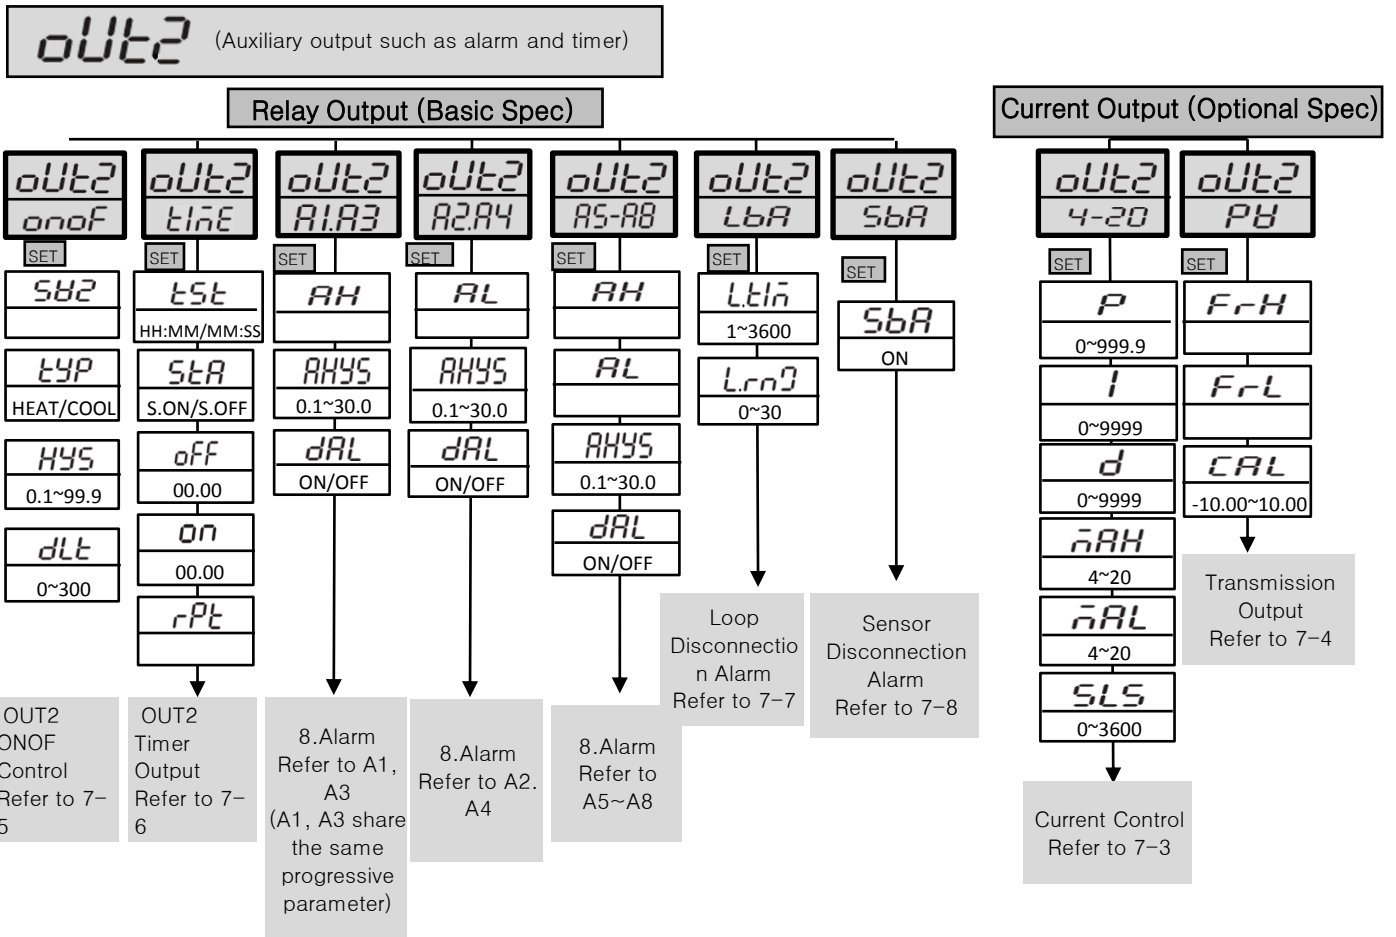 oUt2 (Auxiliary output such as alarm and timer)
Relay Output (Basic Spec)
oUt2
onoF
SET
SV2
tYP
HEAT/COOL
HYS
0.1~99.9
dLt
0~300
OUT2
ONOF
Control
Refer to 7-
5
oUt2
tImE
SET
tSt
HH:MM/MM:SS
StA
S.ON/S.OFF
oFF
00.00
on
00.00
rPt
OUT2
Timer
Output
Refer to 7-
6
oUt2
A1.A3
SET
AH
AHYS
0.1~30.0
dAL
ON/OFF
8.Alarm
Refer to A1,
A3
(A1, A3 share
the same
progressive
parameter)
oUt2
A2.A4
SET
AL
AHYS
0.1~30.0
dAL
ON/OFF
8.Alarm
Refer to A2.
A4
oUt2
A5-A8
SET
AH
AL
AHYS
0.1~30.0
dAL
ON/OFF
8.Alarm
Refer to
A5~A8
oUt2
LbA
SET
L.tIm
1~3600
L.rnG
0~30
Loop
Disconnectio
n Alarm
Refer to 7-7
oUt2
SbA
SET
SbA
ON
Sensor
Disconnection
Alarm
Refer to 7-8
Current Output (Optional Spec)
oUt2
4-20
SET
P
0~999.9
I
0~9999
d
0~9999
mAH
4~20
mAL
4~20
SLS
0~3600
Current Control
Refer to 7-3
oUt2
PV
SET
FrH
FrL
CAL
-10.00~10.00
Transmission
Output
Refer to 7-4